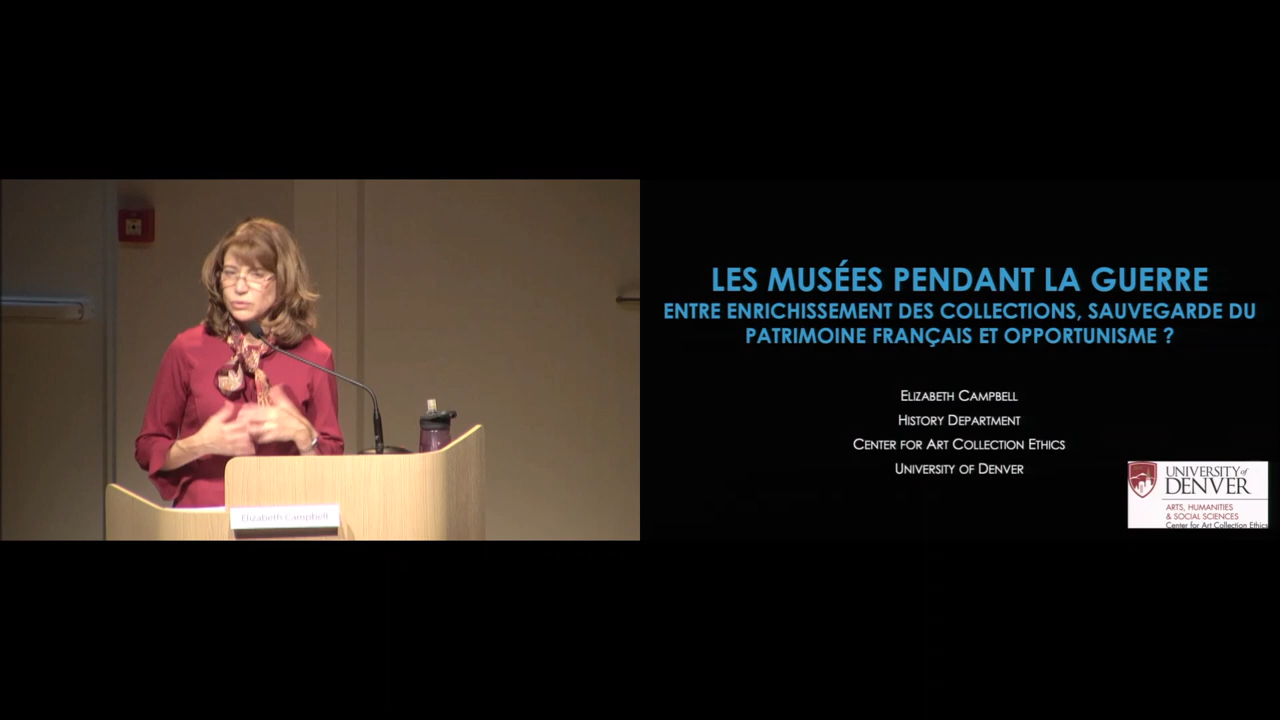 Elizabeth Campbell
LES MUSÉES PENDANT LA GUERRE
ENTRE ENRICHISSEMENT DES COLLECTIONS, SAUVEGARDE DU
PATRIMOINE FRANÇAIS ET OPPORTUNISME ?
ELIZABETH CAMPBELL
HISTORY DEPARTMENT
CENTER FOR ART COLLECTION ETHICS
UNIVERSITY OF DENVER
UNIVERSITY of
DENVER
ARTS, HUMANITIES
& SOCIAL SCIENCES
Center for Art Collection Ethics